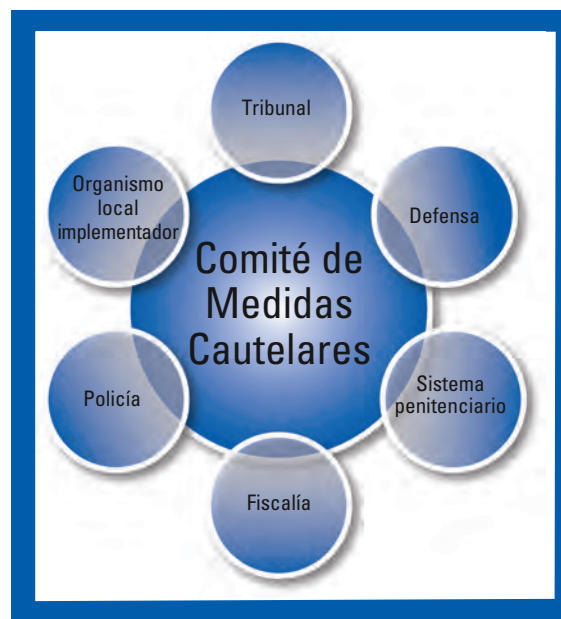 Tribunal
Organismo
local
implementador
Defensa
Comité de
Medidas
Cautelares
Policía
Sistema
penitenciario
Fiscalía